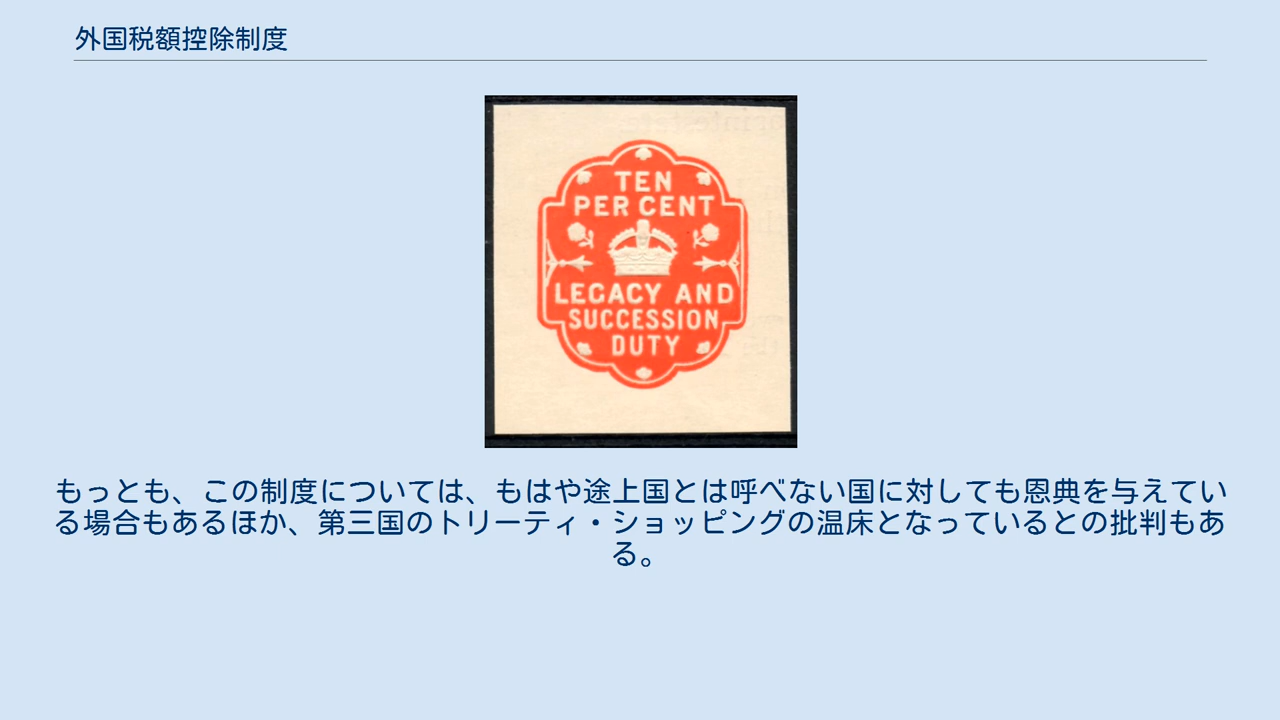 外国税額控除制度
TEN
PER CENT
LEGACY AND
SUCCESSION
DUTY
もっとも、この制度については、もはや途上国とは呼べない国に対しても恩典を与えてい
る場合もあるほか、第三国のトリーティ・ショッピングの温床となっているとの批判もあ
る。